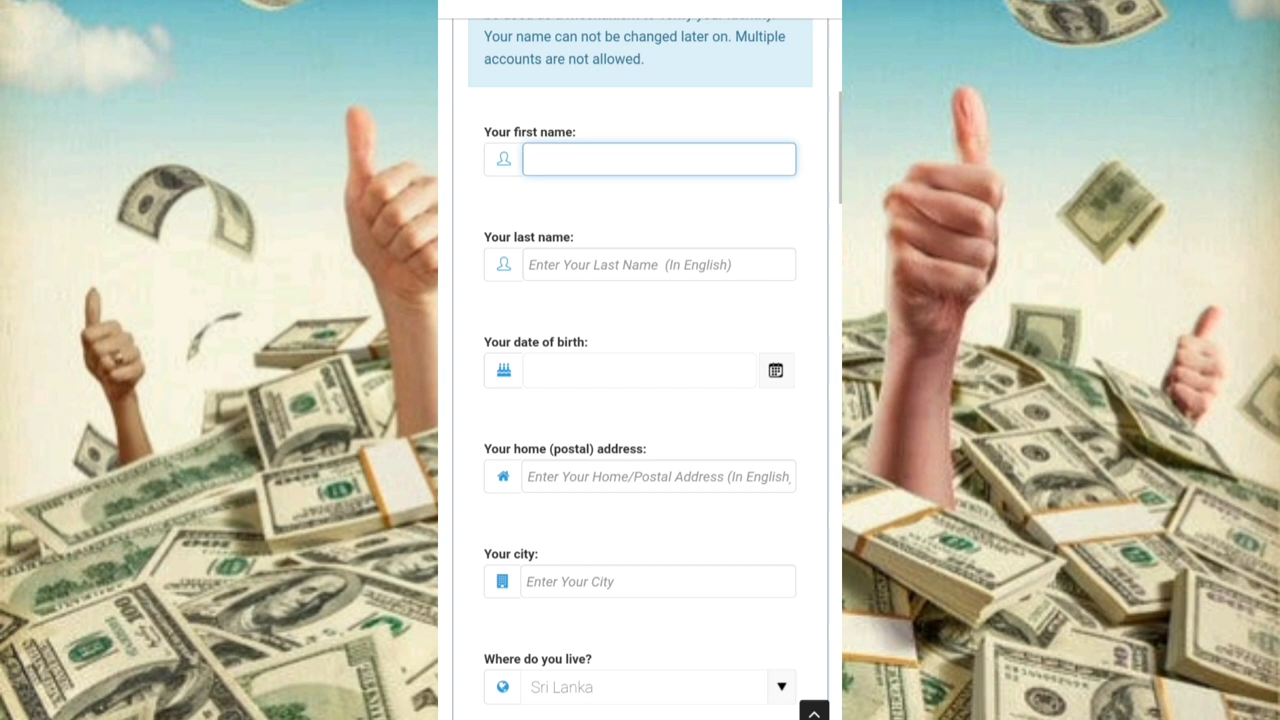 Your name can not be changed later on. Multiple
accounts are not allowed.
Your first name:
Your last name:
Enter Your Last Name (In English)
Your date of birth:
Your home (postal) address:
Enter Your Home/Postal Address (In English,
Your city:
Enter Your City
Where do you live?
Sri Lanka